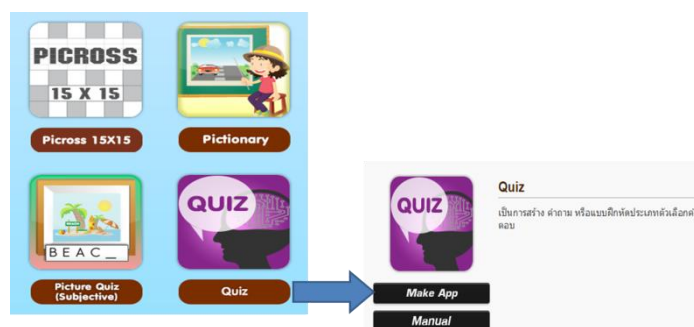 PICROSS
15 X 15
Picross 15X15
Pictionary
BEAC_
Picture Quiz
(Subjective)
QUIZ
Quiz
QUIZ
Quiz
เป็นการสร้าง คำถาม หรือแบบฝึกหัดประเภทตัวเลือกคำ
ตอบ
Make App
Manual